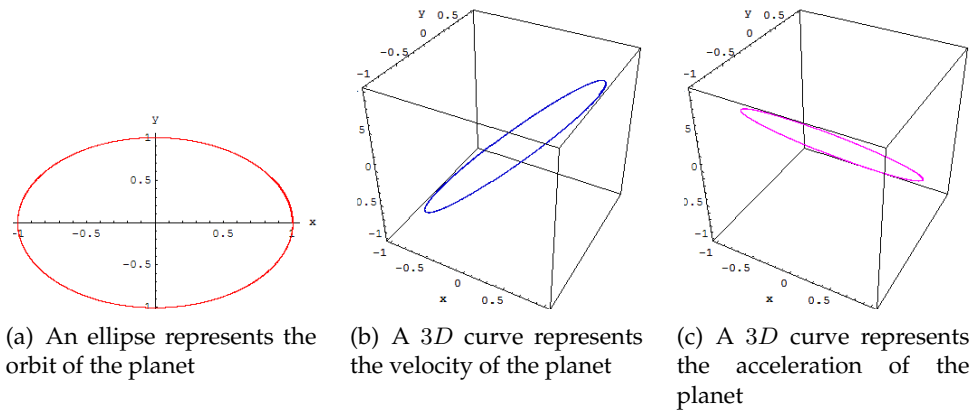 y
1
0.5
-1
-0.5
0.5
1
x
-0.5
-1
(a) An ellipse represents the
orbit of the planet
y
0.5
0
-0.5
-1
5
0
0.5
-1
-0.5
0
0.5
x
(b) A 3D curve represents
the velocity of the planet
y
0.5
0
-0.5
-1
5
0
0.5
-1
-0.5
0
0.5
x
(c) A 3D curve represents
the acceleration of the
planet